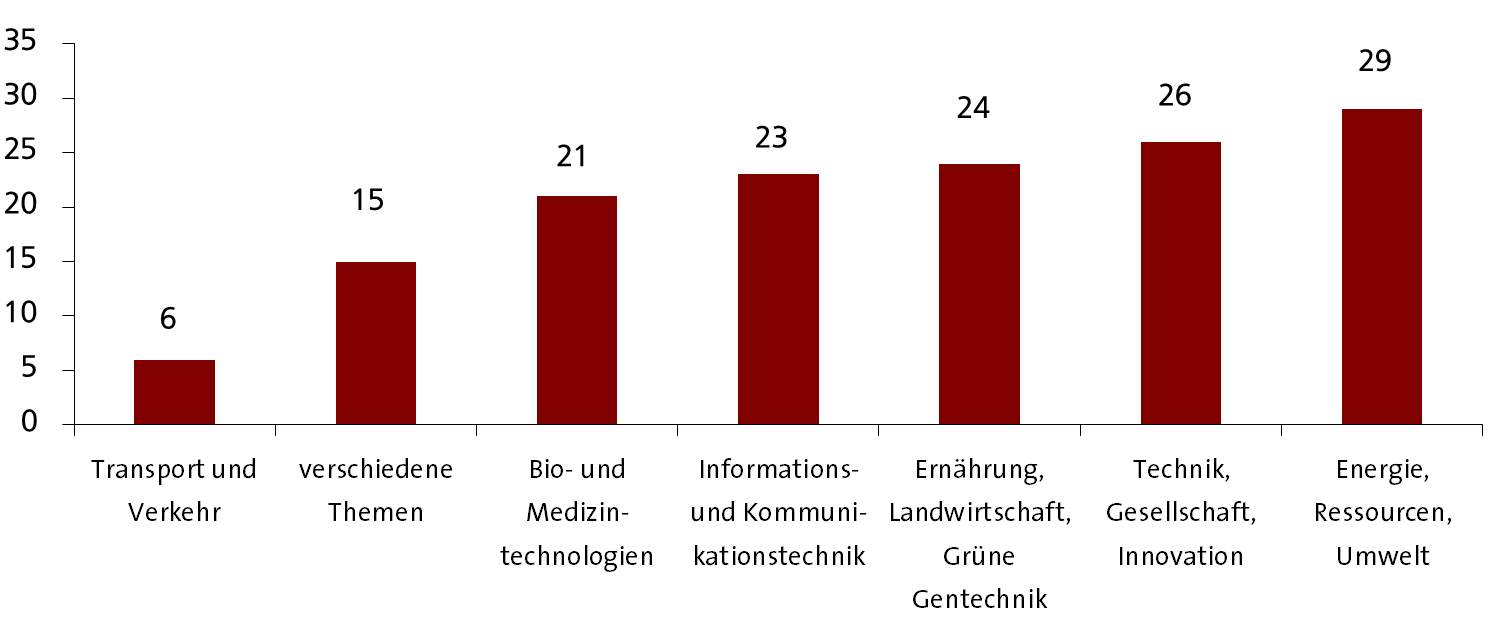 35
30
25
20
15
10
5
0
6
15
21
23
24
26
29
Transport und
Verkehr
verschiedene
Themen
Bio- und
Medizin-
technologien
Informations-
und Kommuni-
kationstechnik
Ernährung,
Landwirtschaft,
Grüne
Gentechnik
Technik,
Gesellschaft,
Innovation
Energie,
Ressourcen,
Umwelt